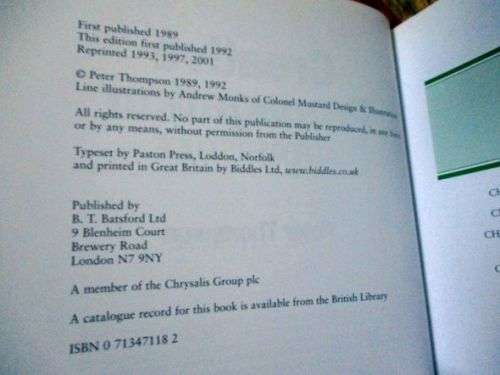 First published 1989
This edition first published 1992
Reprinted 1993, 1997, 2001
© Peter Thompson 1989, 1992
Line illustrations by Andrew Monks of Colonel Mustard Design & Illustration
All rights reserved. No part of this publication may be reproduced, in any form
or by any means, without permission from the Publisher
Typeset by Paston Press, Loddon, Norfolk
and printed in Great Britain by Biddles Ltd, www.biddles.co.uk
Published by
B. T. Batsford Ltd
9 Blenheim Court
Brewery Road
London N7 9NY
A member of the Chrysalis Group plc
A catalogue record for this book is available from the British Library
ISBN 0 71347118 2